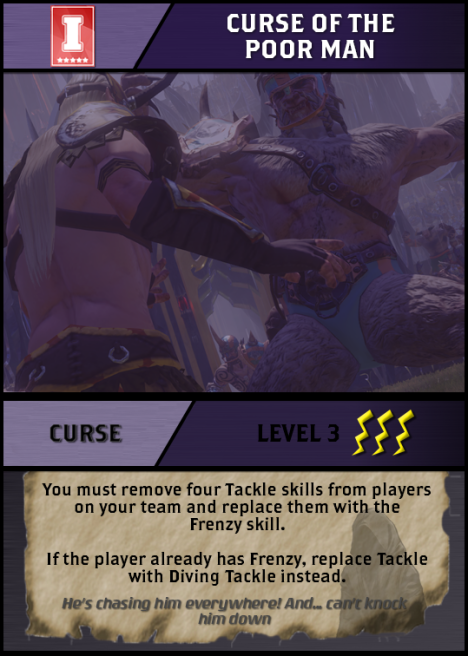 I
CURSE OF THE
POOR MAN
CURSE
LEVEL 3
You must remove four Tackle skills from players
on your team and replace them with the
Frenzy skill.
If the player already has Frenzy, replace Tackle
with Diving Tackle instead.
He's chasing him everywhere! And... can't knock
him down